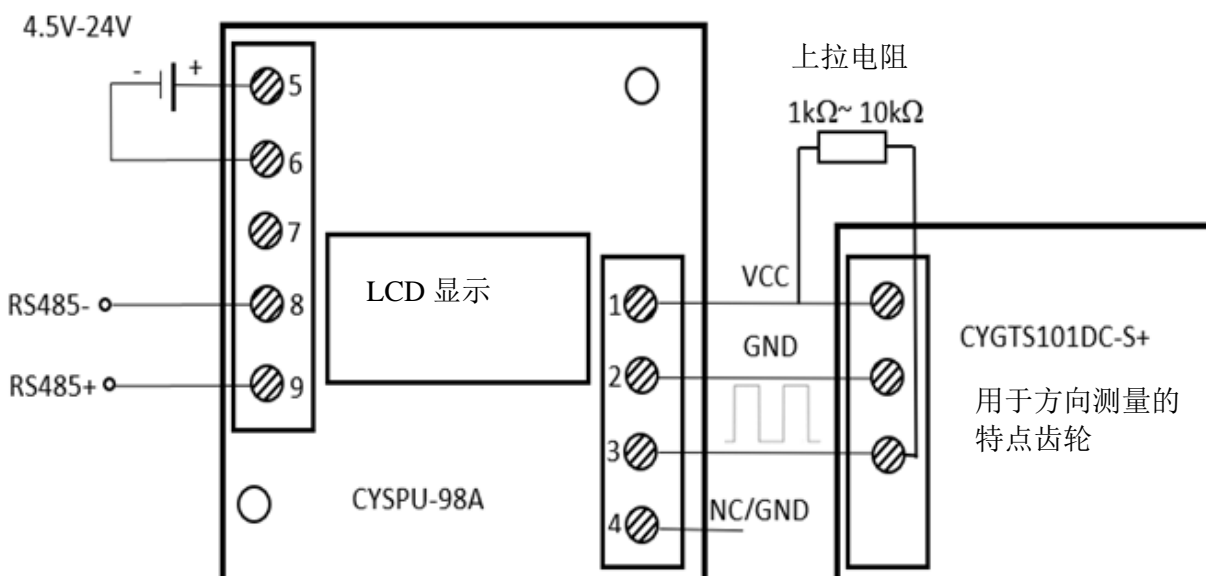 4.5V-24V
- +
5
6
7
RS485- 8
RS485+ 9
LCD 显示
CYSPU-98A
上拉电阻
1kΩ~ 10kΩ
1 VCC
GND
2
3
4 NC/GND
CYGTS101DC-S+
用于方向测量的
特点齿轮